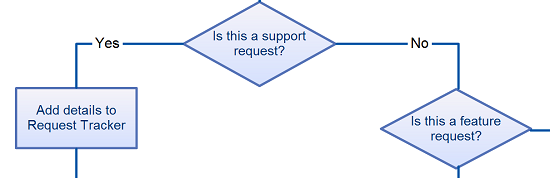 Is this a support
request?
Yes
No
Add details to
Request Tracker
Is this a feature
request?